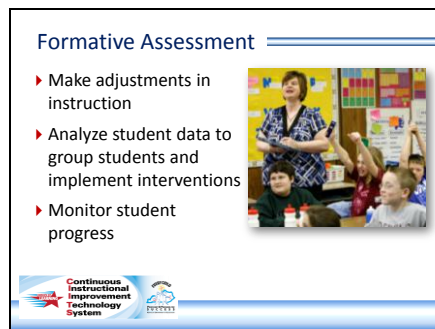 Formative Assessment
Make adjustments in
instruction
Analyze student data to
group students and
implement interventions
Monitor student
progress
Continuous
Instructional
Improvement
Technology
System